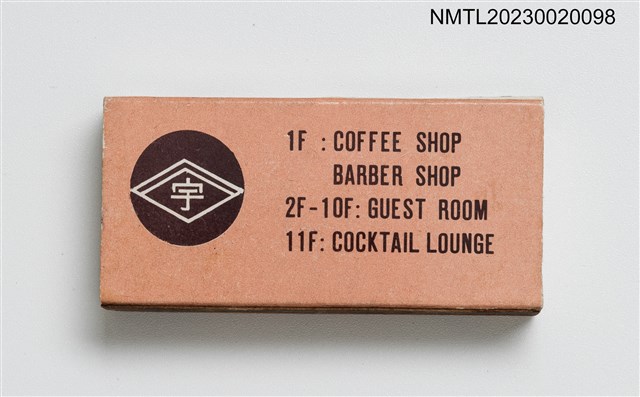 NMTL20230020098
宇
1F : COFFEE SHOP
BARBER SHOP
2F-10F: GUEST ROOM
11F: COCKTAIL LOUNGE